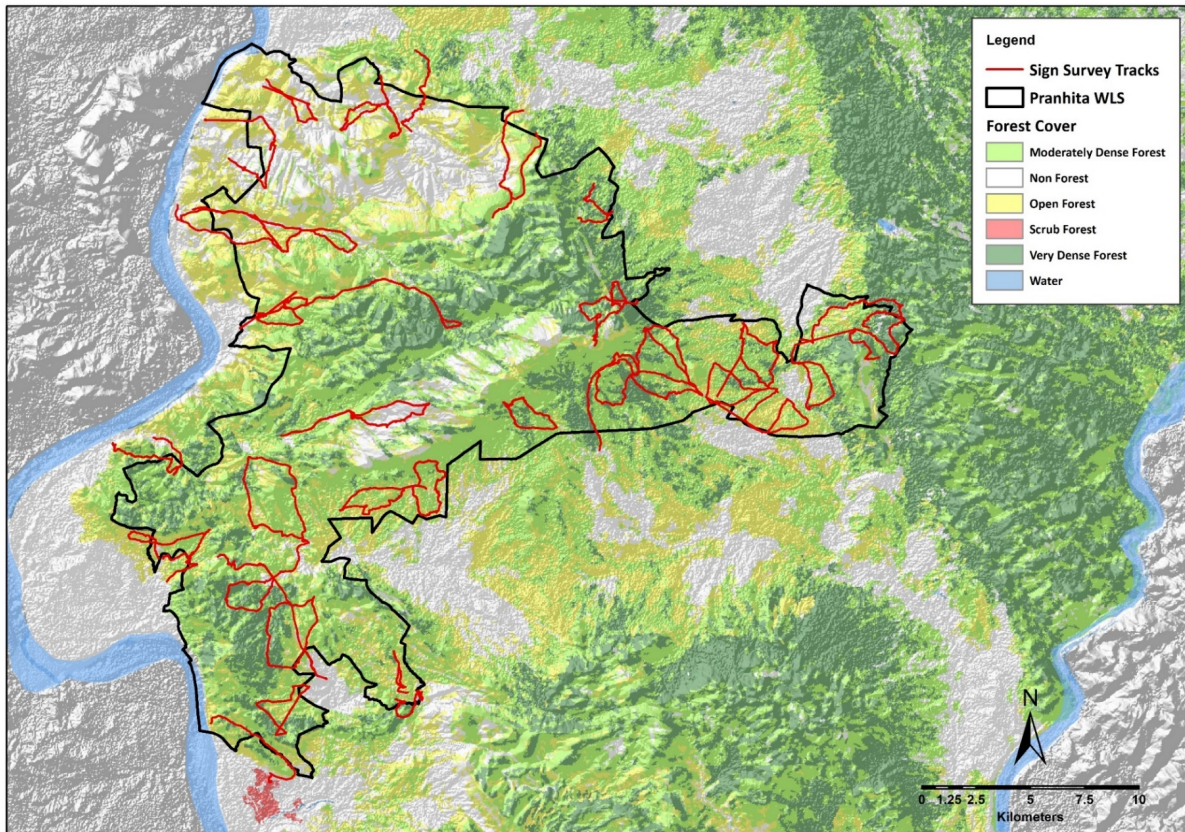 Legend
Sign Survey Tracks
Pranhita WLS
Forest Cover
Moderately Dense Forest
Non Forest
Open Forest
Scrub Forest
Very Dense Forest
Water
N
0 1.25 2.5 5 7.5 10
Kilometers